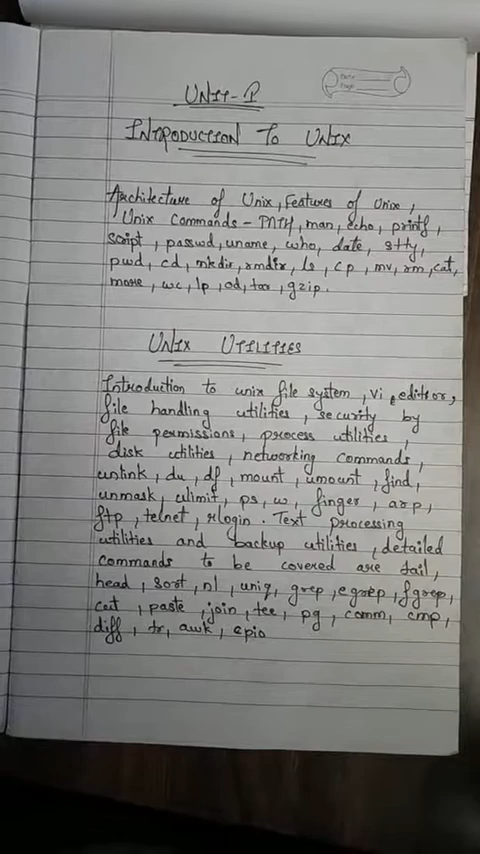 UNIT-I
Date
Page
INTRODUCTION TO UNIX
Architecture of Unix, Features of Unix,
Unix Commands - PATH, man, echo, printf,
script, passwd, uname, who, date, stty,
pwd, cd, mkdir, rmdir, ls, cp, mv, rm, cat,
more, wc, lp, od, tar, gzip.
UNIX UTILITIES
Introduction to unix file system, vi editor,
file handling utilities, security by
file permissions, process utilities,
disk utilities, networking commands,
unlink, du, df, mount, umount, find,
unmask, ulimit, ps, w, finger, arp,
ftp, telnet, rlogin. Text processing
utilities and backup utilities, detailed
commands to be covered are tail,
head, sort, nl, uniq, grep, egrep, fgrep,
cut, paste, join, tee, pg, comm, cmp,
diff, tr, awk, cpio